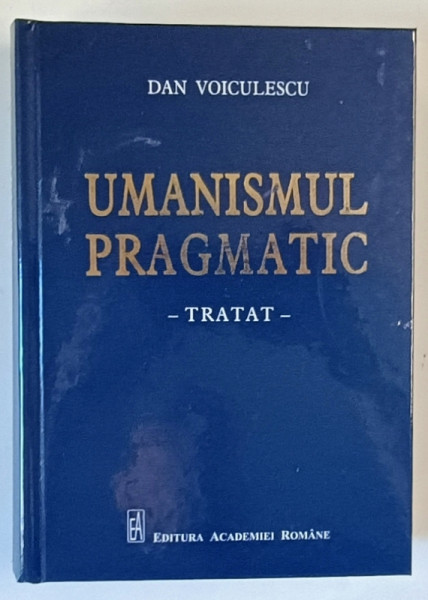 DAN VOICULESCU
UMANISMUL
PRAGMATIC
– TRATAT –
EA EDITURA ACADEMIEI ROMÂNE